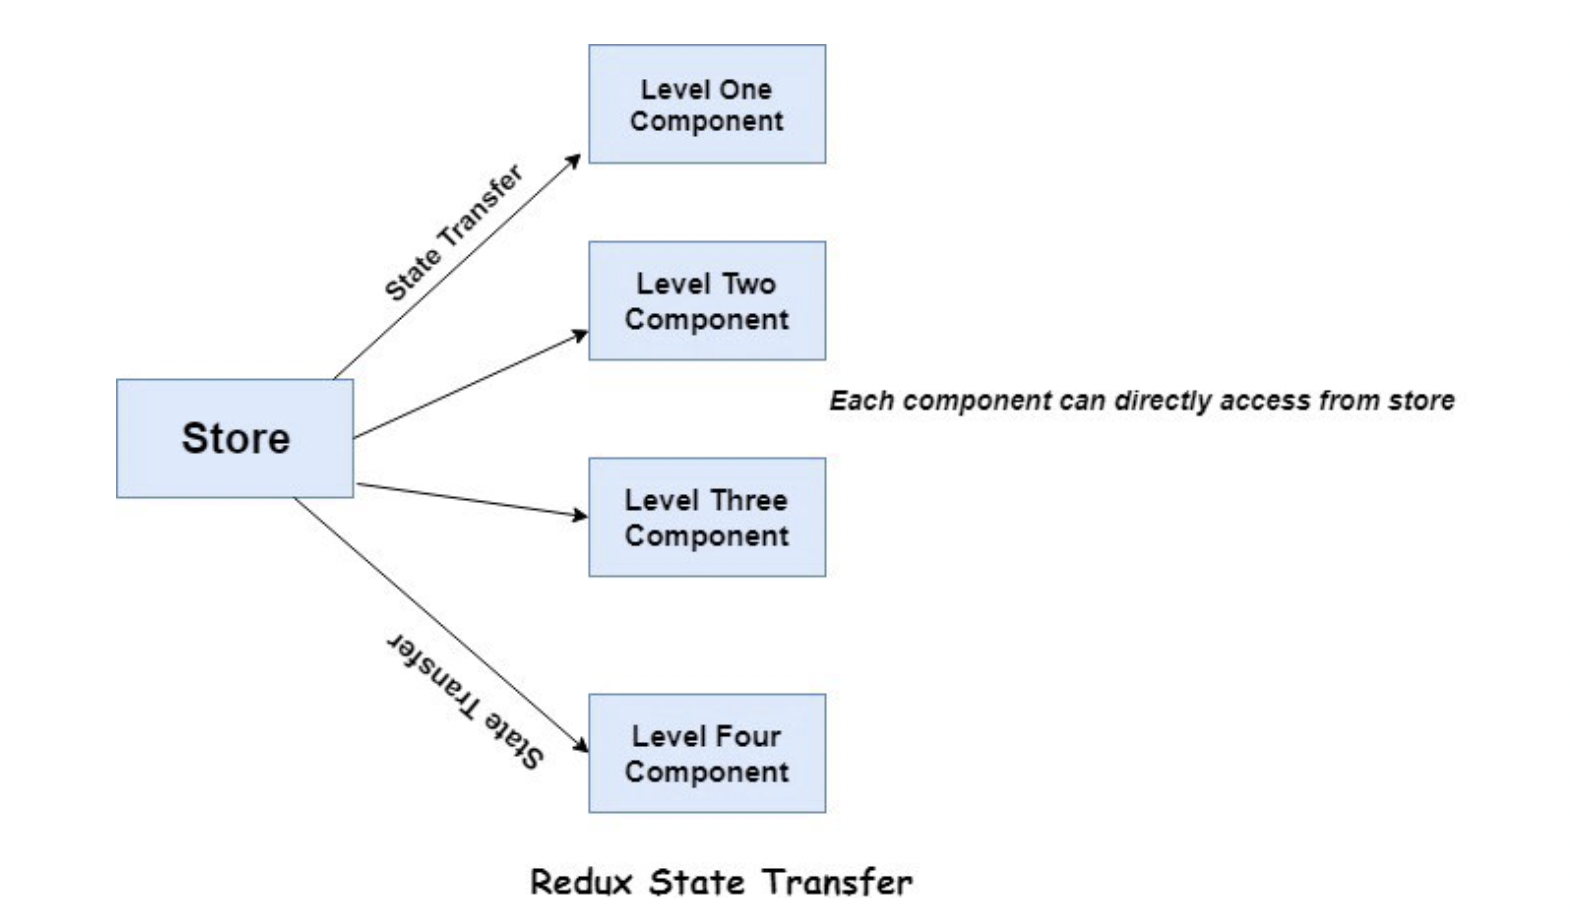 Level One
Component
State Transfer
Level Two
Component
Each component can directly access from store
Store
Level Three
Component
State Transfer
Level Four
Component
Redux State Transfer